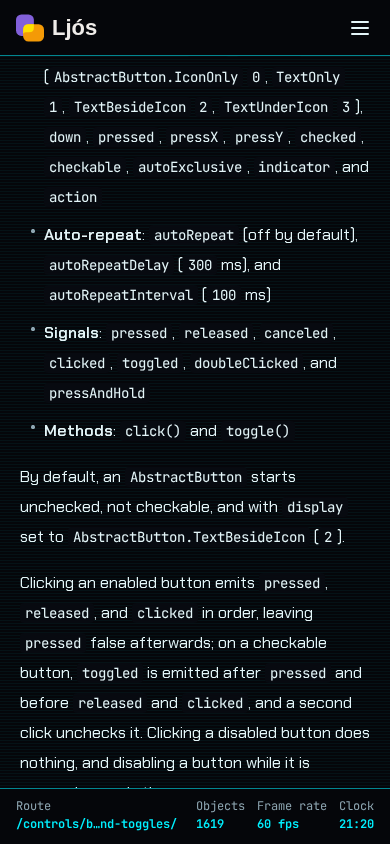 Ljós
( AbstractButton.IconOnly 0 , TextOnly
1 , TextBesideIcon 2 , TextUnderIcon 3 ),
down , pressed , pressX , pressY , checked ,
checkable , autoExclusive , indicator , and
action
• Auto-repeat: autoRepeat (off by default),
autoRepeatDelay ( 300 ms), and
autoRepeatInterval ( 100 ms)
• Signals: pressed , released , canceled ,
clicked , toggled , doubleClicked , and
pressAndHold
• Methods: click() and toggle()
By default, an AbstractButton starts
unchecked, not checkable, and with display
set to AbstractButton.TextBesideIcon ( 2 ).
Clicking an enabled button emits pressed ,
released , and clicked in order, leaving
pressed false afterwards; on a checkable
button, toggled is emitted after pressed and
before released and clicked , and a second
click unchecks it. Clicking a disabled button does
nothing, and disabling a button while it is
Route Objects Frame rate Clock
/controls/b…nd-toggles/ 1619 60 fps 21:20